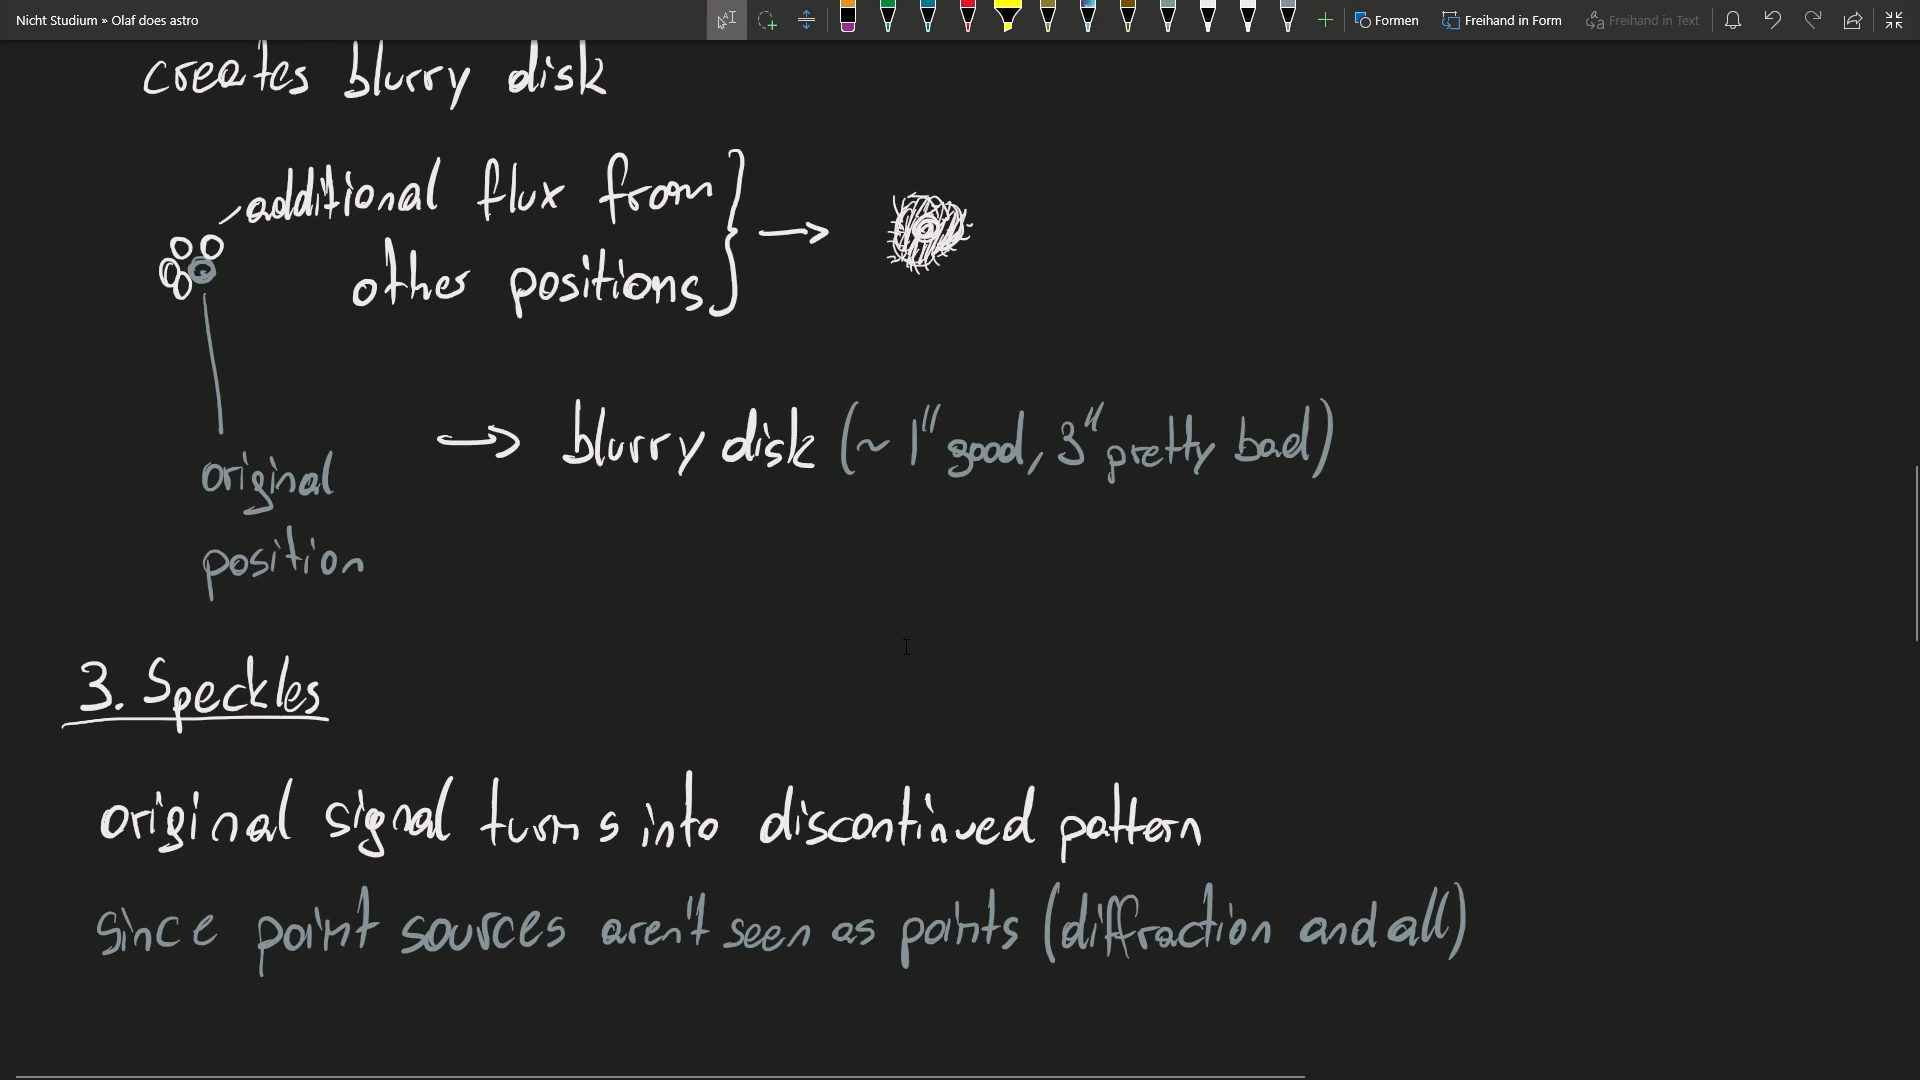 Nicht Studium » Olaf does astro
Formen
Freihand in Form
Freihand in Text
creates blurry disk
additional flux from
other positions
blurry disk (~ 1" good, 3" pretty bad)
original
position
3. Speckles
original signal turns into discontinued pattern
since point sources aren't seen as points (diffraction and all)